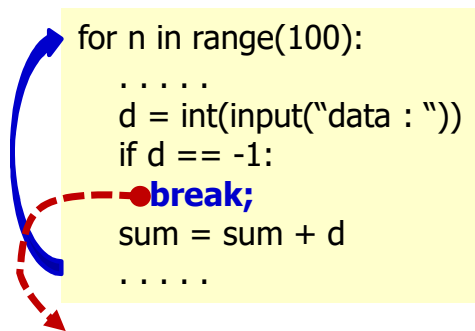 for n in range(100):
. . . . .
d = int(input(“data : “))
if d == -1:
break;
sum = sum + d
. . . . .